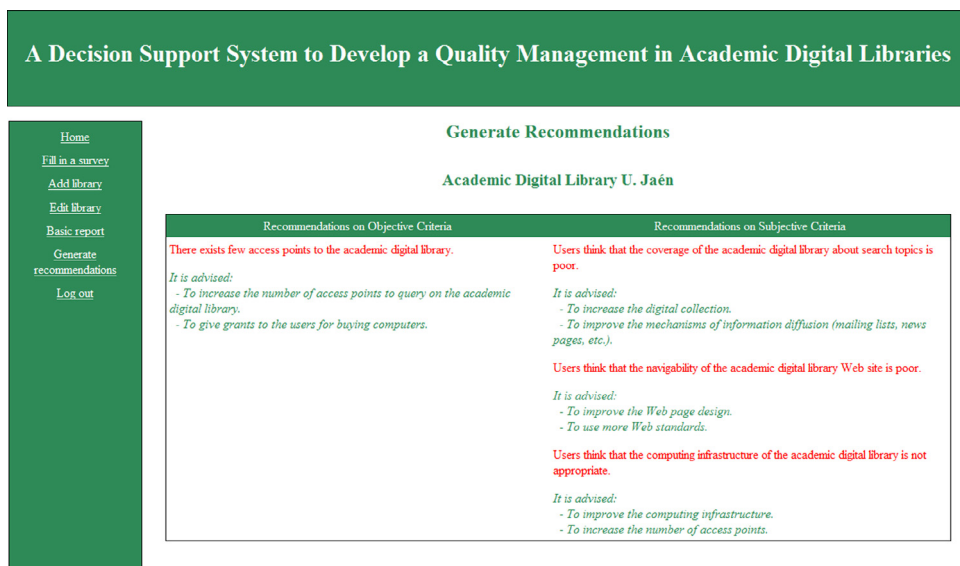 A Decision Support System to Develop a Quality Management in Academic Digital Libraries
Home
Fill in a survey
Add library
Edit library
Basic report
Generate
recommendations
Log out
Generate Recommendations
Academic Digital Library U. Jaén
Recommendations on Objective Criteria
There exists few access points to the academic digital library.
It is advised:
- To increase the number of access points to query on the academic
digital library.
- To give grants to the users for buying computers.
Recommendations on Subjective Criteria
Users think that the coverage of the academic digital library about search topics is
poor.
It is advised:
- To increase the digital collection.
- To improve the mechanisms of information diffusion (mailing lists, news
pages, etc.).
Users think that the navigability of the academic digital library Web site is poor.
It is advised:
- To improve the Web page design.
- To use more Web standards.
Users think that the computing infrastructure of the academic digital library is not
appropriate.
It is advised:
- To improve the computing infrastructure.
- To increase the number of access points.